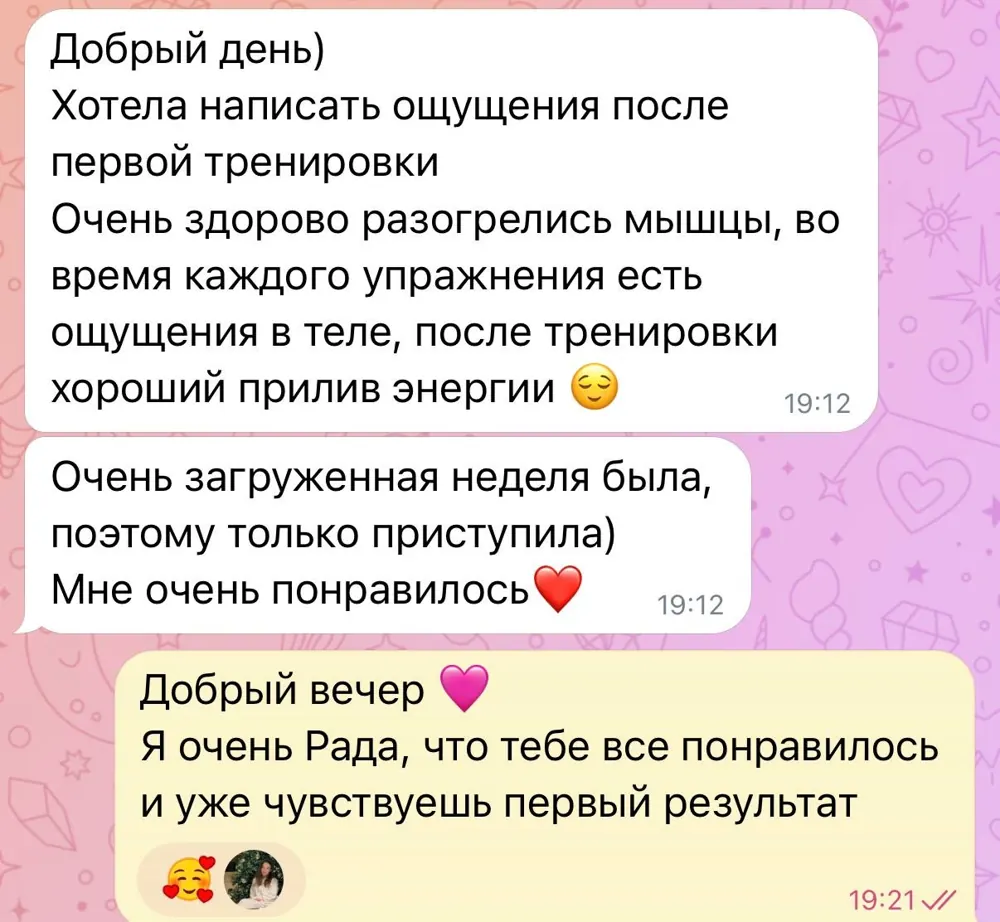 Добрый день)
Хотела написать ощущения после
первой тренировки
Очень здорово разогрелись мышцы, во
время каждого упражнения есть
ощущения в теле, после тренировки
хороший прилив энергии 😌
19:12
Очень загруженная неделя была,
поэтому только приступила)
Мне очень понравилось❤️
19:12
Добрый вечер 🩷
Я очень Рада, что тебе все понравилось
и уже чувствуешь первый результат
🥰
19:21